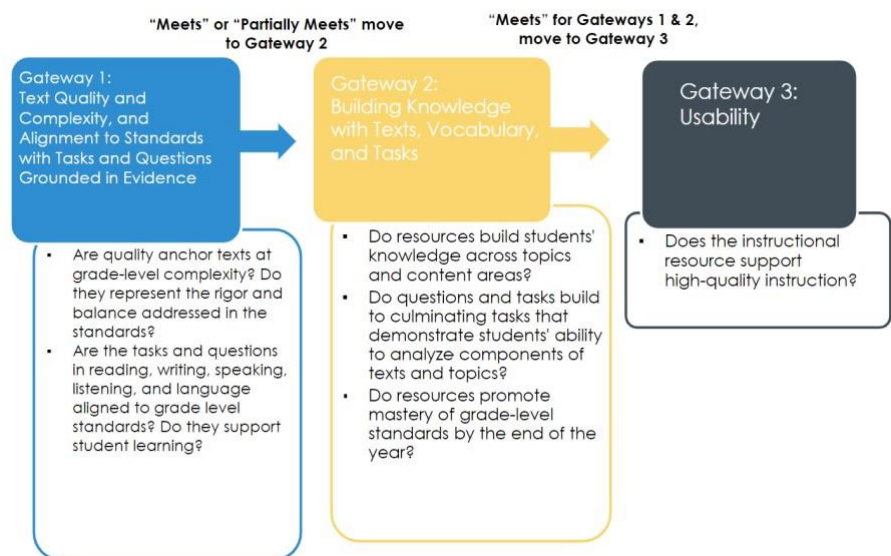 “Meets” or “Partially Meets” move
to Gateway 2
“Meets” for Gateways 1 & 2,
move to Gateway 3
Gateway 1:
Text Quality and
Complexity, and
Alignment to Standards
with Tasks and Questions
Grounded in Evidence
▪ Are quality anchor texts at
grade-level complexity? Do
they represent the rigor and
balance addressed in the
standards?
▪ Are the tasks and questions
in reading, writing, speaking,
listening, and language
aligned to grade level
standards? Do they support
student learning?
Gateway 2:
Building Knowledge
with Texts, Vocabulary,
and Tasks
▪ Do resources build students'
knowledge across topics
and content areas?
▪ Do questions and tasks build
to culminating tasks that
demonstrate students' ability
to analyze components of
texts and topics?
▪ Do resources promote
mastery of grade-level
standards by the end of the
year?
Gateway 3:
Usability
▪ Does the instructional
resource support
high-quality instruction?